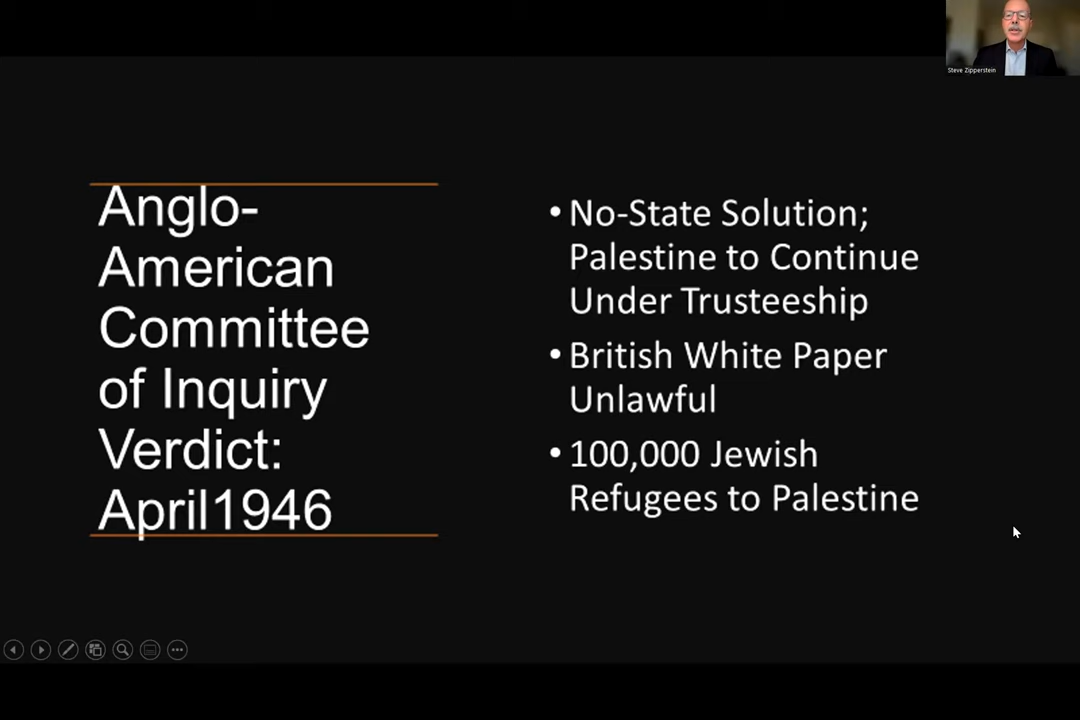 Steve Zipperstein
Anglo-
American
Committee
of Inquiry
Verdict:
April1946
• No-State Solution;
Palestine to Continue
Under Trusteeship
• British White Paper
Unlawful
• 100,000 Jewish
Refugees to Palestine